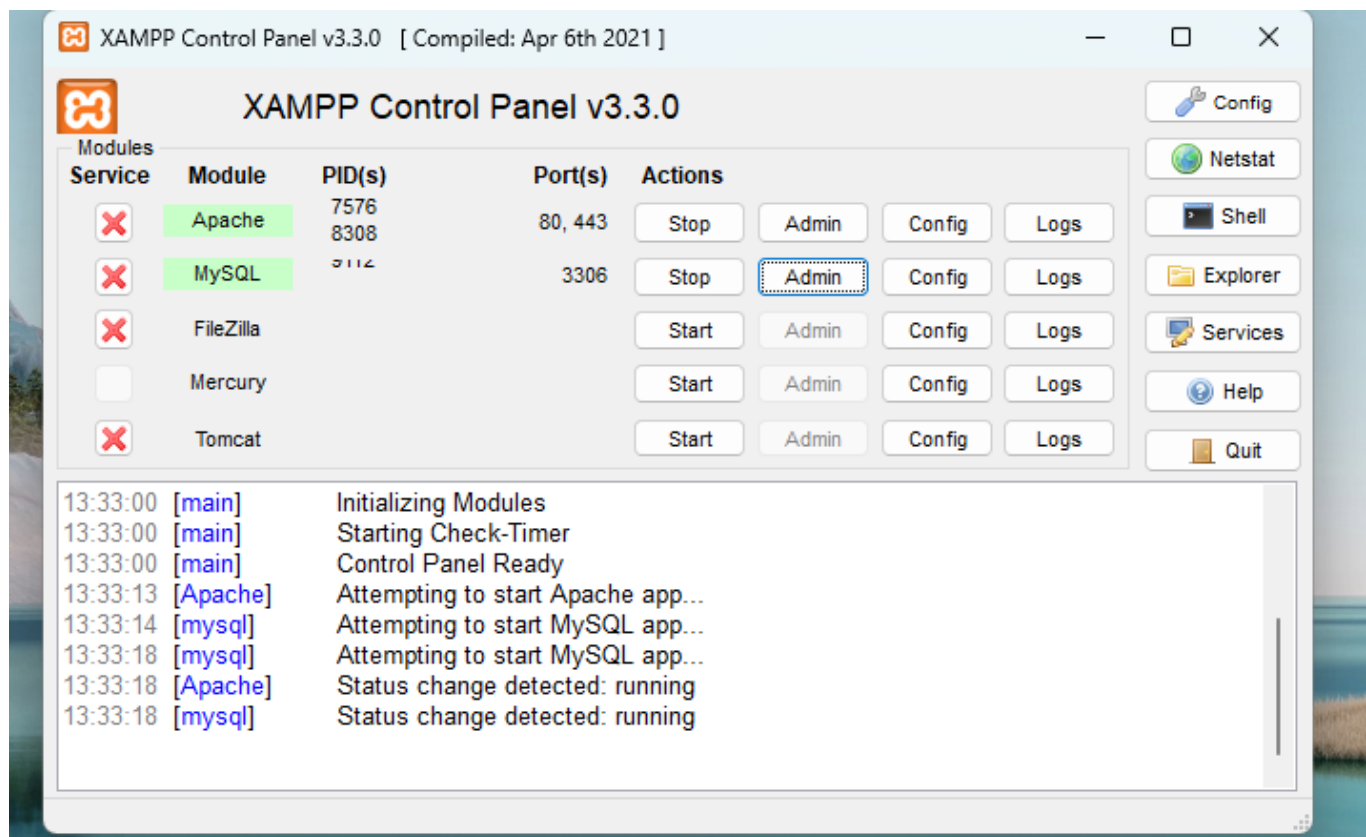 XAMPP Control Panel v3.3.0 [ Compiled: Apr 6th 2021 ]
XAMPP Control Panel v3.3.0
Config
Modules
Service Module PID(s) Port(s) Actions
Netstat
Apache 7576 8308 80, 443 Stop Admin Config Logs
Shell
MySQL 3306 Stop Admin Config Logs
Explorer
FileZilla Start Admin Config Logs
Services
Mercury Start Admin Config Logs
Help
Tomcat Start Admin Config Logs
Quit
13:33:00 [main] Initializing Modules
13:33:00 [main] Starting Check-Timer
13:33:00 [main] Control Panel Ready
13:33:13 [Apache] Attempting to start Apache app...
13:33:14 [mysql] Attempting to start MySQL app...
13:33:18 [mysql] Attempting to start MySQL app...
13:33:18 [Apache] Status change detected: running
13:33:18 [mysql] Status change detected: running